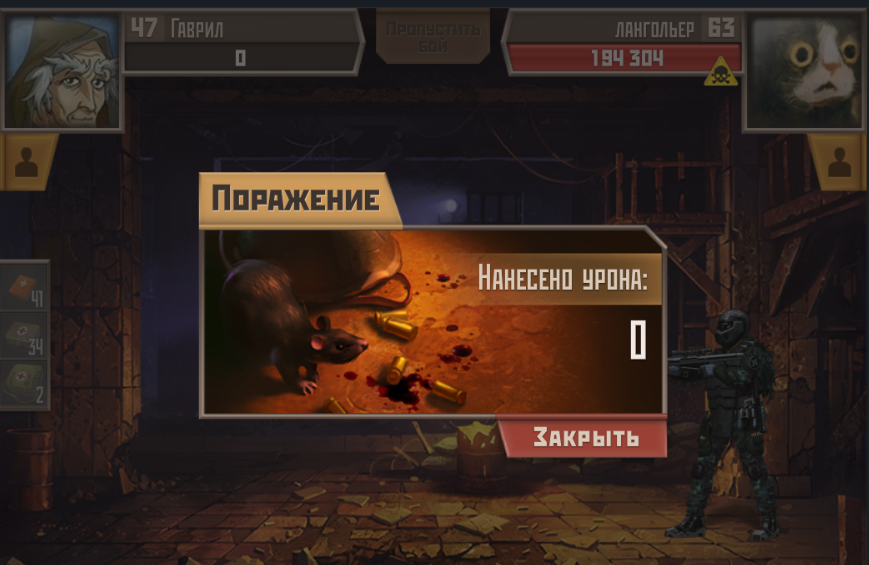 47 Гаврил
0
Пропустить
бой
лангольер 63
194 304
Поражение
Нанесено урона:
0
41
34
2
Закрыть